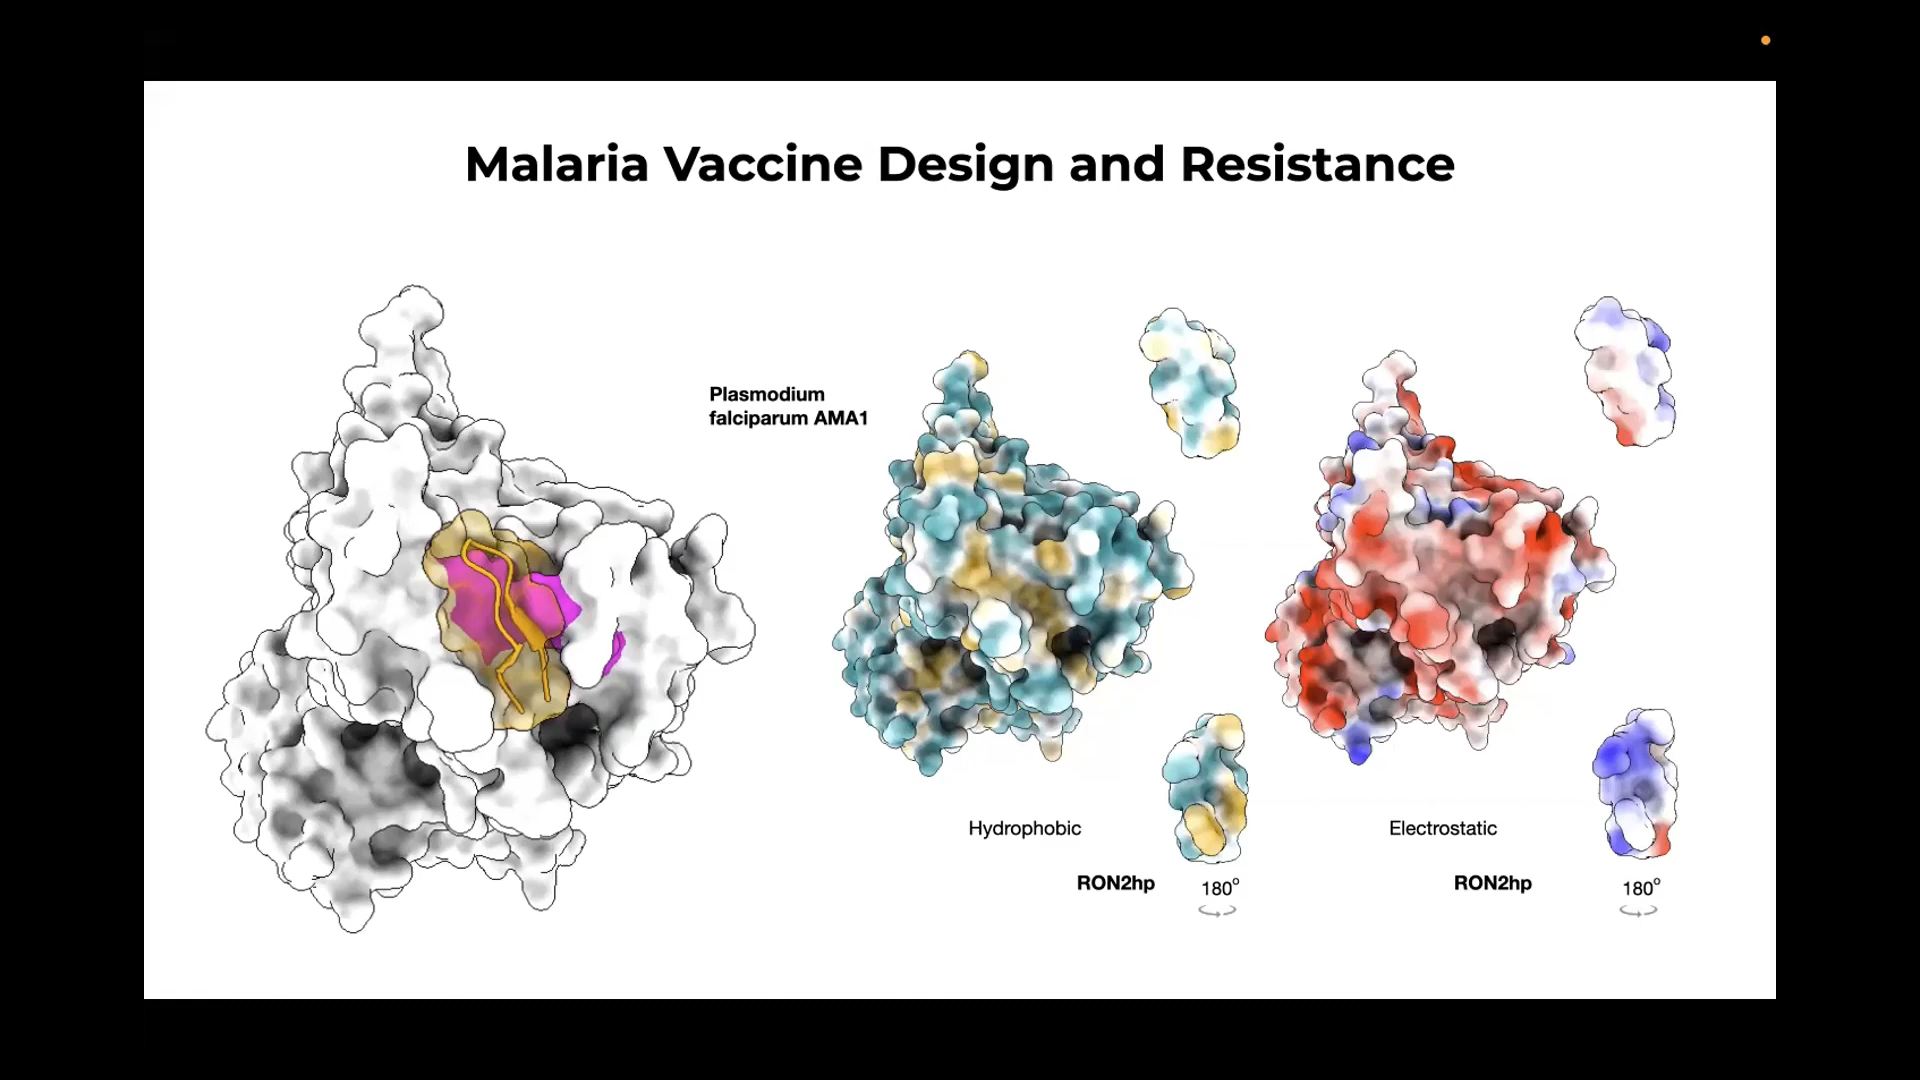 Malaria Vaccine Design and Resistance
Plasmodium
falciparum AMA1
Hydrophobic
Electrostatic
RON2hp
180°
RON2hp
180°